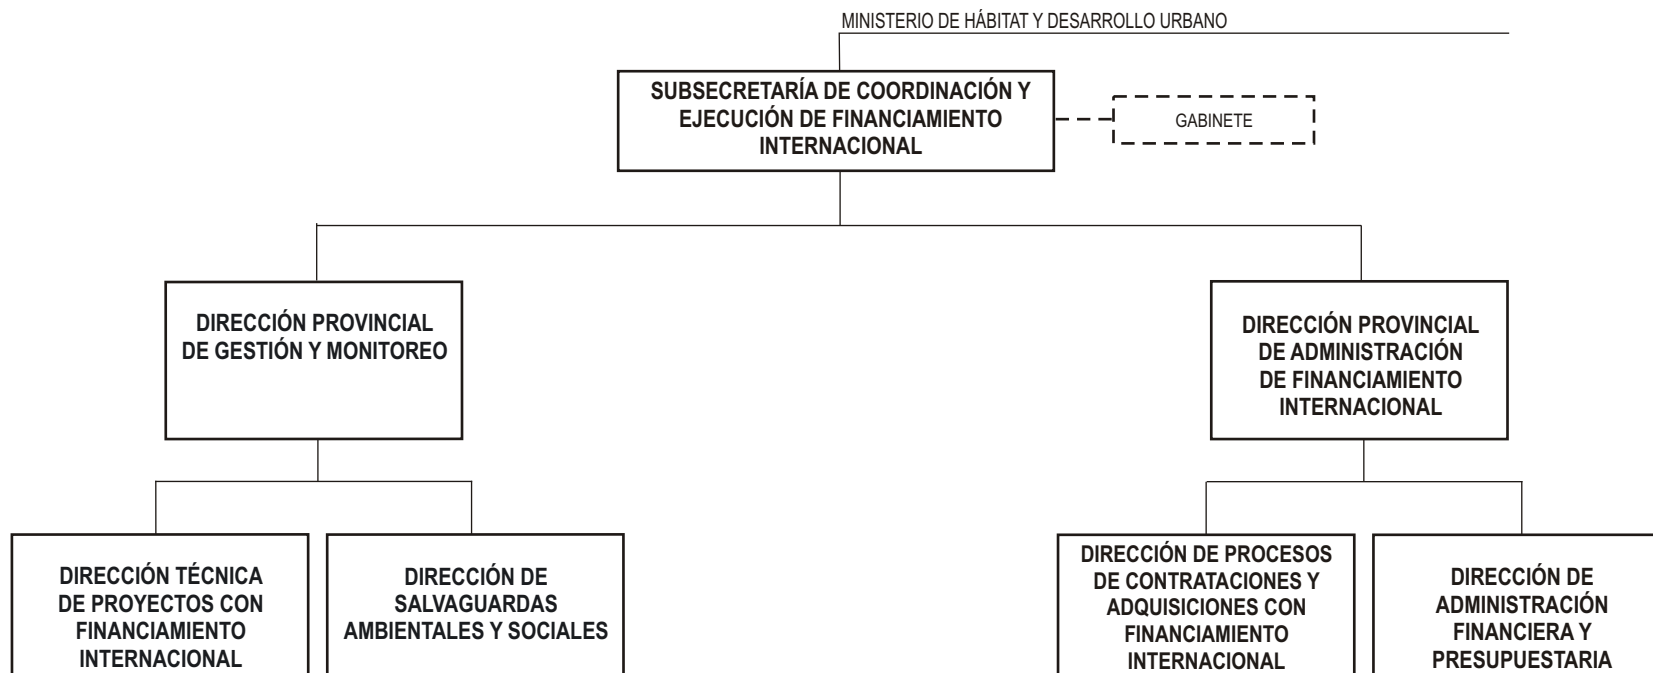 MINISTERIO DE HÁBITAT Y DESARROLLO URBANO
SUBSECRETARÍA DE COORDINACIÓN Y
EJECUCIÓN DE FINANCIAMIENTO
INTERNACIONAL
GABINETE
DIRECCIÓN PROVINCIAL
DE GESTIÓN Y MONITOREO
DIRECCIÓN PROVINCIAL
DE ADMINISTRACIÓN
DE FINANCIAMIENTO
INTERNACIONAL
DIRECCIÓN TÉCNICA
DE PROYECTOS CON
FINANCIAMIENTO
INTERNACIONAL
DIRECCIÓN DE
SALVAGUARDAS
AMBIENTALES Y SOCIALES
DIRECCIÓN DE PROCESOS
DE CONTRATACIONES Y
ADQUISICIONES CON
FINANCIAMIENTO
INTERNACIONAL
DIRECCIÓN DE
ADMINISTRACIÓN
FINANCIERA Y
PRESUPUESTARIA